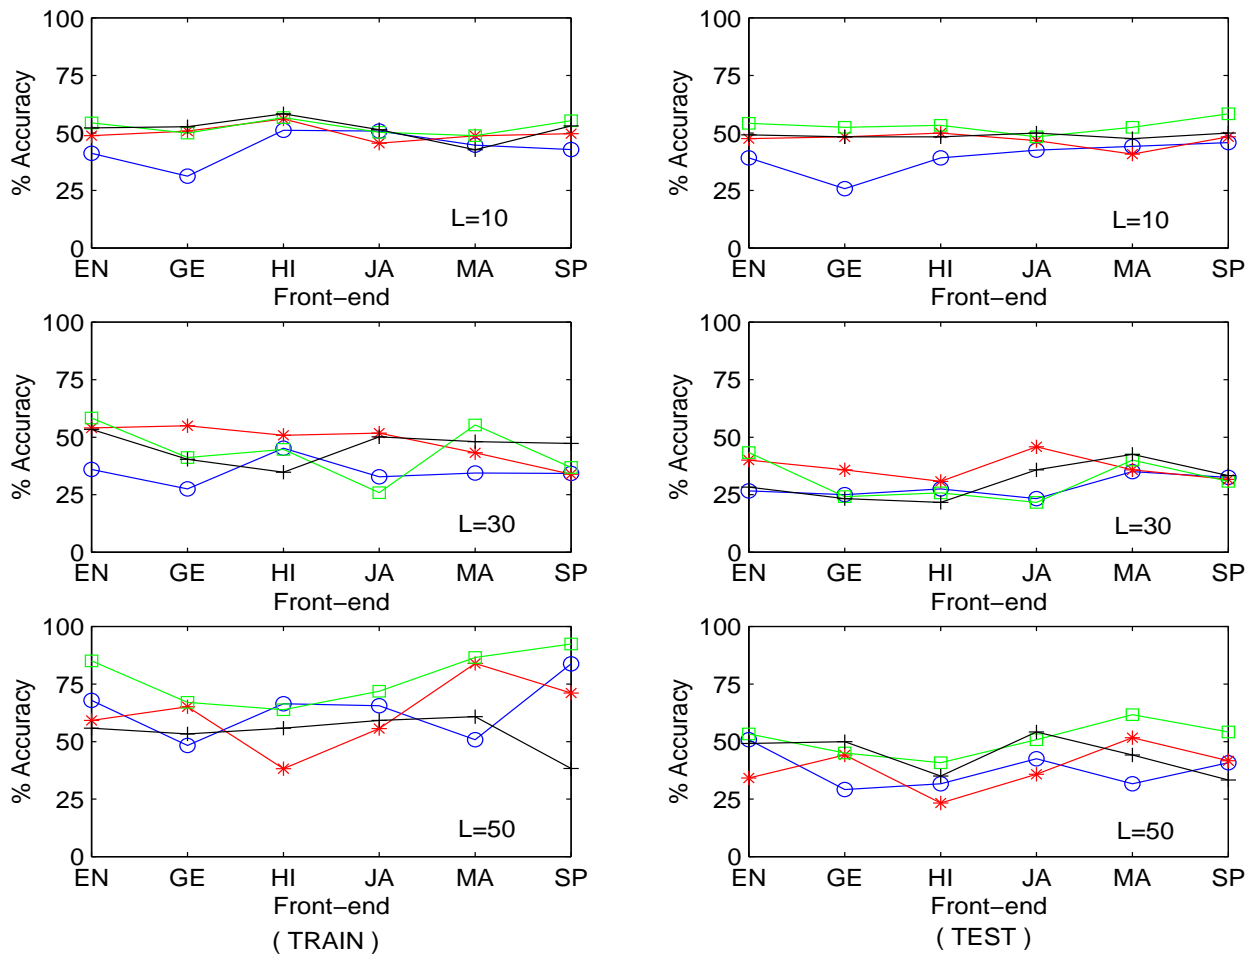 100
75
50
25
0
% Accuracy
L=10
EN GE HI JA MA SP
Front-end
100
75
50
25
0
% Accuracy
L=10
EN GE HI JA MA SP
Front-end
100
75
50
25
0
% Accuracy
L=30
EN GE HI JA MA SP
Front-end
100
75
50
25
0
% Accuracy
L=30
EN GE HI JA MA SP
Front-end
100
75
50
25
0
% Accuracy
L=50
EN GE HI JA MA SP
Front-end
( TRAIN )
100
75
50
25
0
% Accuracy
L=50
EN GE HI JA MA SP
Front-end
( TEST )